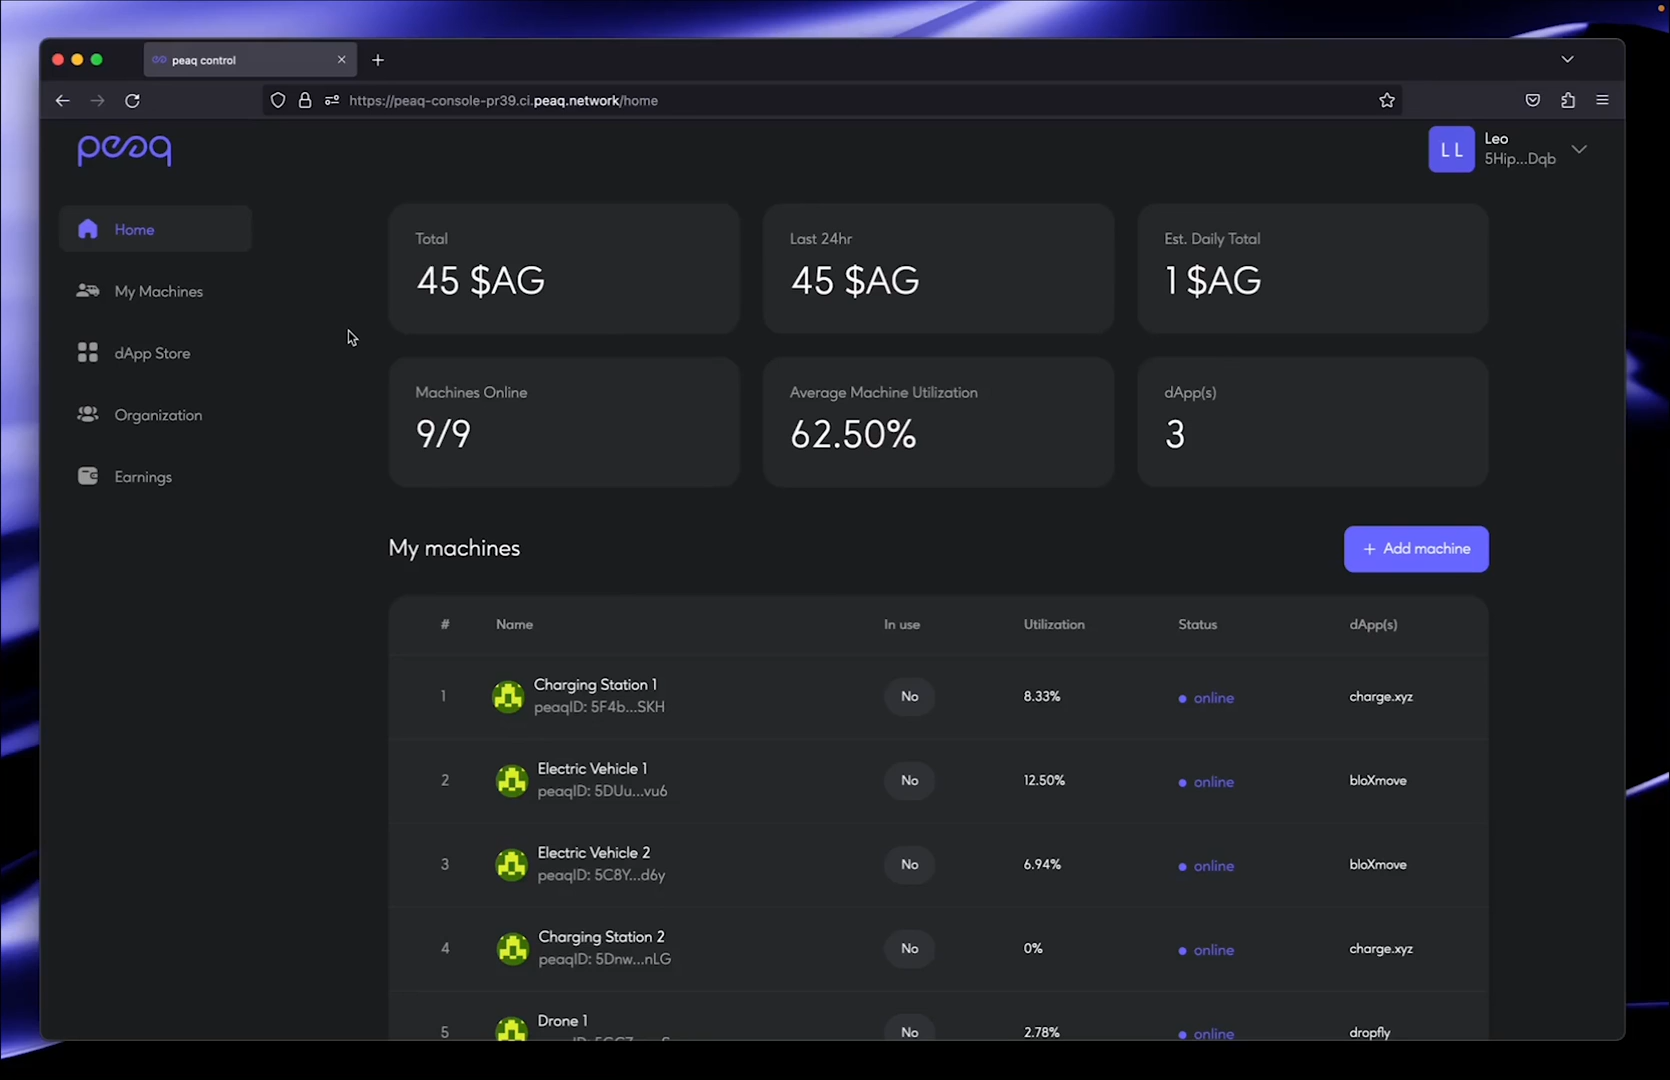 peaq control
https://peaq-console-pr39.ci.peaq.network/home
peaq
L L
Leo
5Hip...Dqb
Home
My Machines
dApp Store
Organization
Earnings
Total
45 $AG
Last 24hr
45 $AG
Est. Daily Total
1 $AG
Machines Online
9/9
Average Machine Utilization
62.50%
dApp(s)
3
My machines
+ Add machine
# Name In use Utilization Status dApp(s)
1 Charging Station 1 No 8.33% online charge.xyz
peaqID: 5F4b...SKH
2 Electric Vehicle 1 No 12.50% online bloXmove
peaqID: 5DUu...vu6
3 Electric Vehicle 2 No 6.94% online bloXmove
peaqID: 5C8Y...d6y
4 Charging Station 2 No 0% online charge.xyz
peaqID: 5Dnw...nLG
5 Drone 1 No 2.78% online dropfly